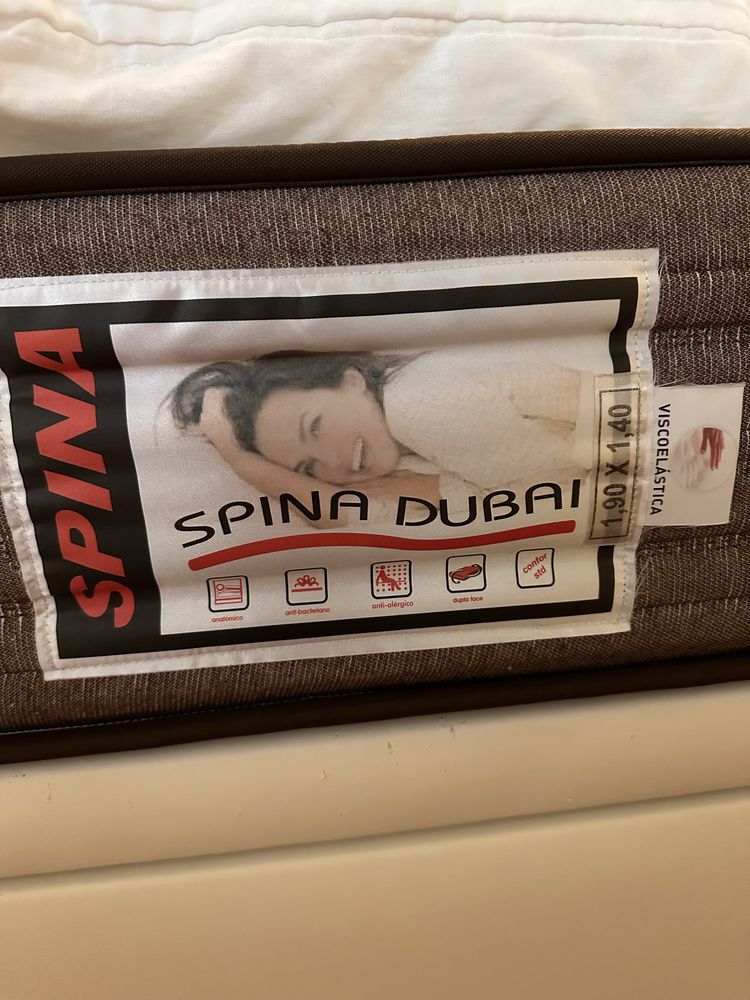 SPINA
SPINA DUBAI
1,90 X 1,40
VISCOELÁSTICA
anatómico
anti-bacteriano
anti-alérgico
dupla face
confor
std